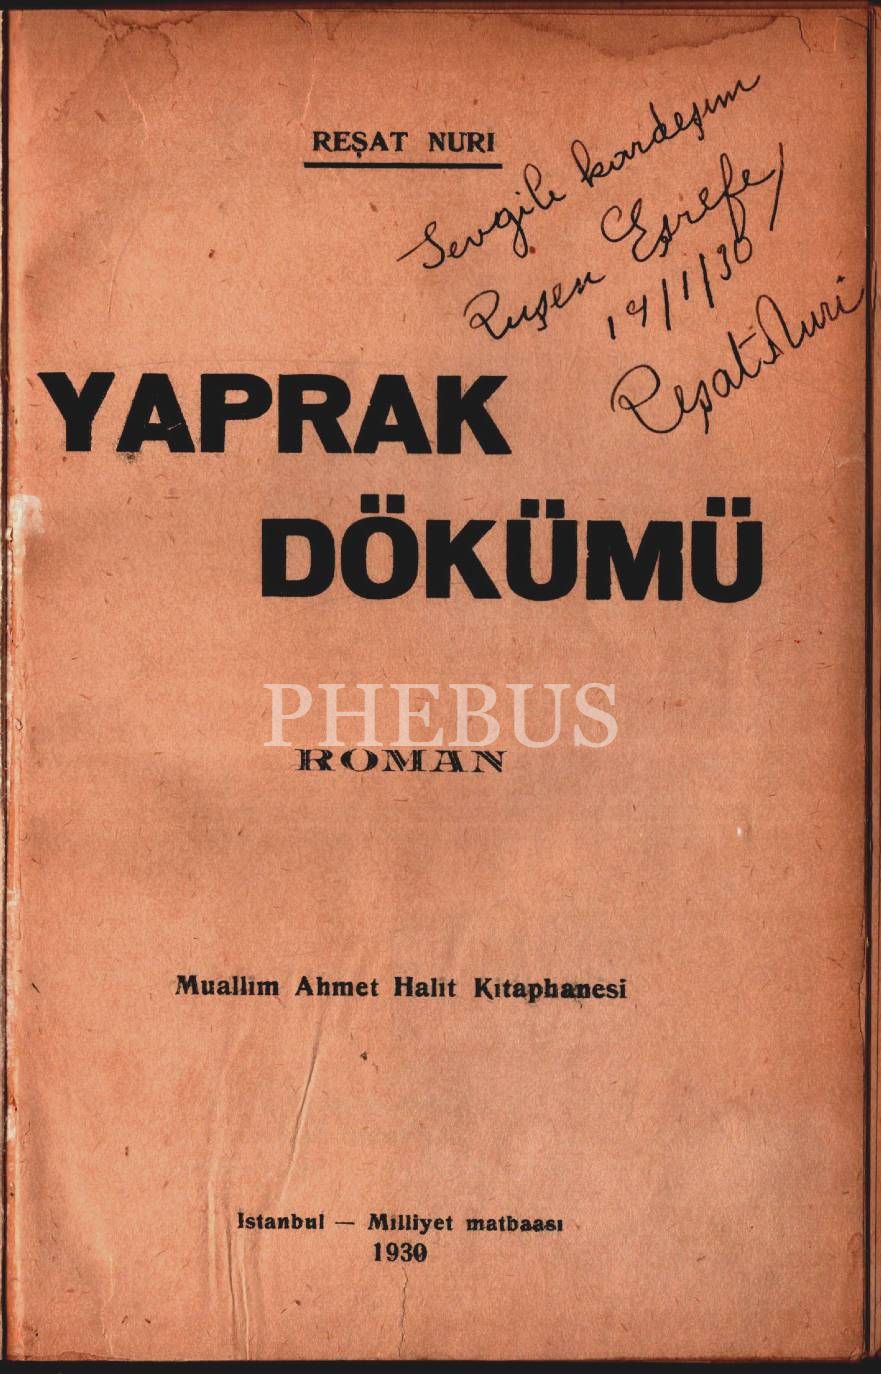 REŞAT NURI
Sevgili kardeşim
Ruşen Eşrefe,
14/1/30
Reşat Nuri
YAPRAK
DÖKÜMÜ
PHEBUS
ROMAN
Muallim Ahmet Halit Kitaphanesi
Istanbul — Milliyet matbaası
1930